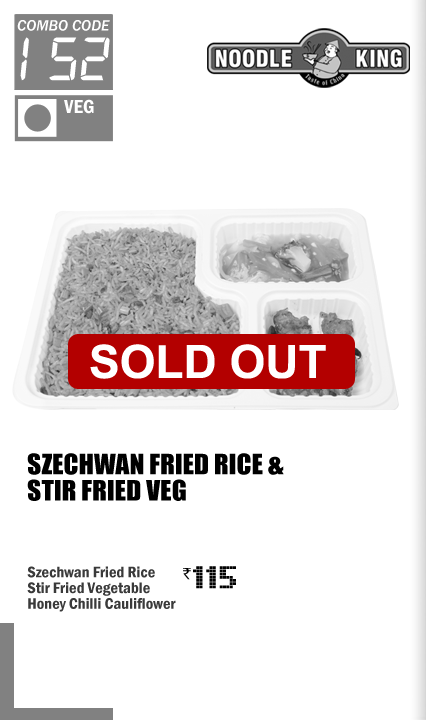 COMBO CODE
152
VEG
NOODLE KING
Taste of China
SOLD OUT
SZECHWAN FRIED RICE &
STIR FRIED VEG
Szechwan Fried Rice
Stir Fried Vegetable
Honey Chilli Cauliflower
₹115